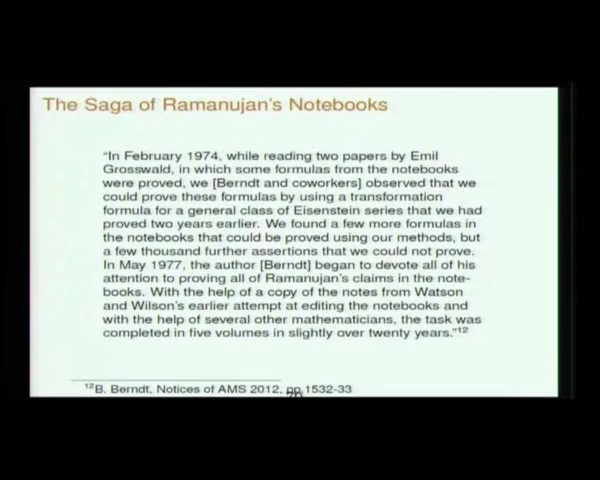 The Saga of Ramanujan's Notebooks
"In February 1974, while reading two papers by Emil
Grosswald, in which some formulas from the notebooks
were proved, we [Berndt and coworkers] observed that we
could prove these formulas by using a transformation
formula for a general class of Eisenstein series that we had
proved two years earlier. We found a few more formulas in
the notebooks that could be proved using our methods, but
a few thousand further assertions that we could not prove.
In May 1977, the author [Berndt] began to devote all of his
attention to proving all of Ramanujan's claims in the note-
books. With the help of a copy of the notes from Watson
and Wilson's earlier attempt at editing the notebooks and
with the help of several other mathematicians, the task was
completed in five volumes in slightly over twenty years."12
12B. Berndt, Notices of AMS 2012, pp.1532-33